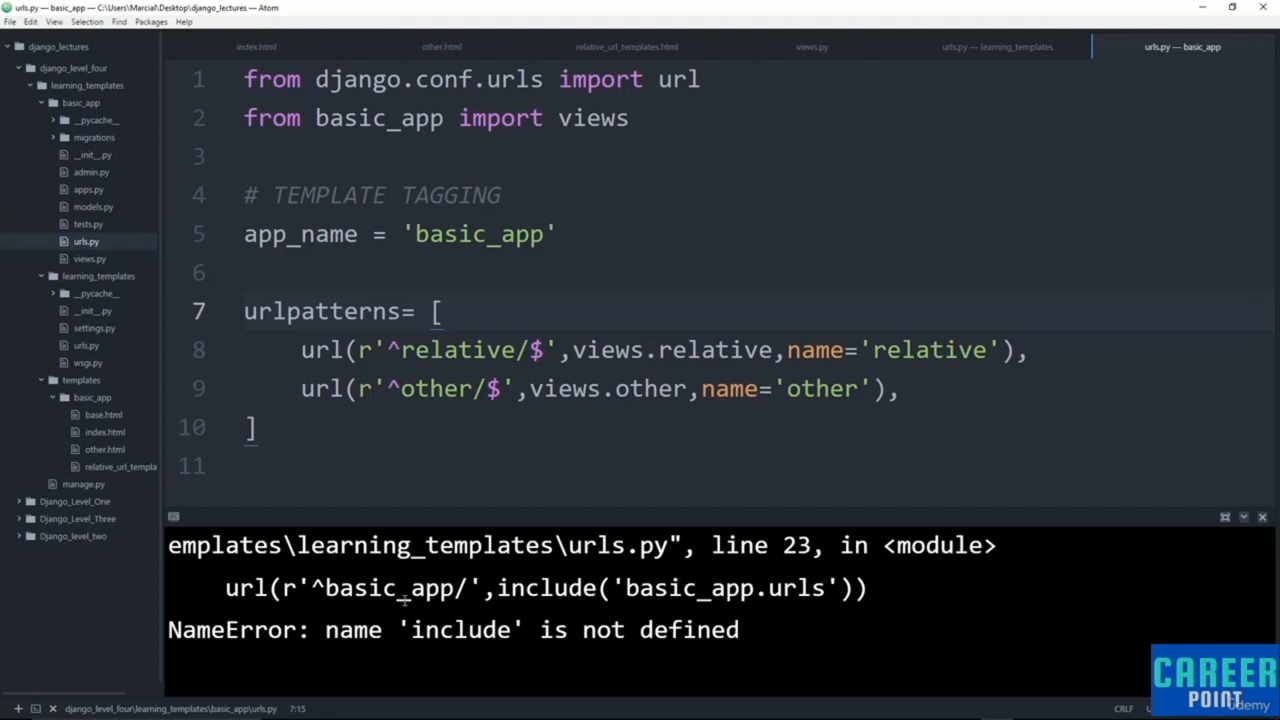 urls.py — basic_app — C:\Users\Marcial\Desktop\django_lectures — Atom
File Edit View Selection Find Packages Help
django_lectures
django_level_four
learning_templates
basic_app
__pycache__
migrations
__init__.py
admin.py
apps.py
models.py
tests.py
urls.py
views.py
learning_templates
__pycache__
__init__.py
settings.py
urls.py
wsgi.py
templates
basic_app
base.html
index.html
other.html
relative_url_templa
manage.py
Django_Level_One
Django_Level_Three
Django_level_two
index.html other.html relative_url_templates.html views.py urls.py — learning_templates urls.py — basic_app
1 from django.conf.urls import url
2 from basic_app import views
3
4 # TEMPLATE TAGGING
5 app_name = 'basic_app'
6
7 urlpatterns= [
8 url(r'^relative/$',views.relative,name='relative'),
9 url(r'^other/$',views.other,name='other'),
10 ]
11
emplates\learning_templates\urls.py", line 23, in <module>
url(r'^basic_app/',include('basic_app.urls'))
NameError: name 'include' is not defined
CAREER
POINT
Udemy
django_level_four\learning_templates\basic_app\urls.py 7:15 CRLF